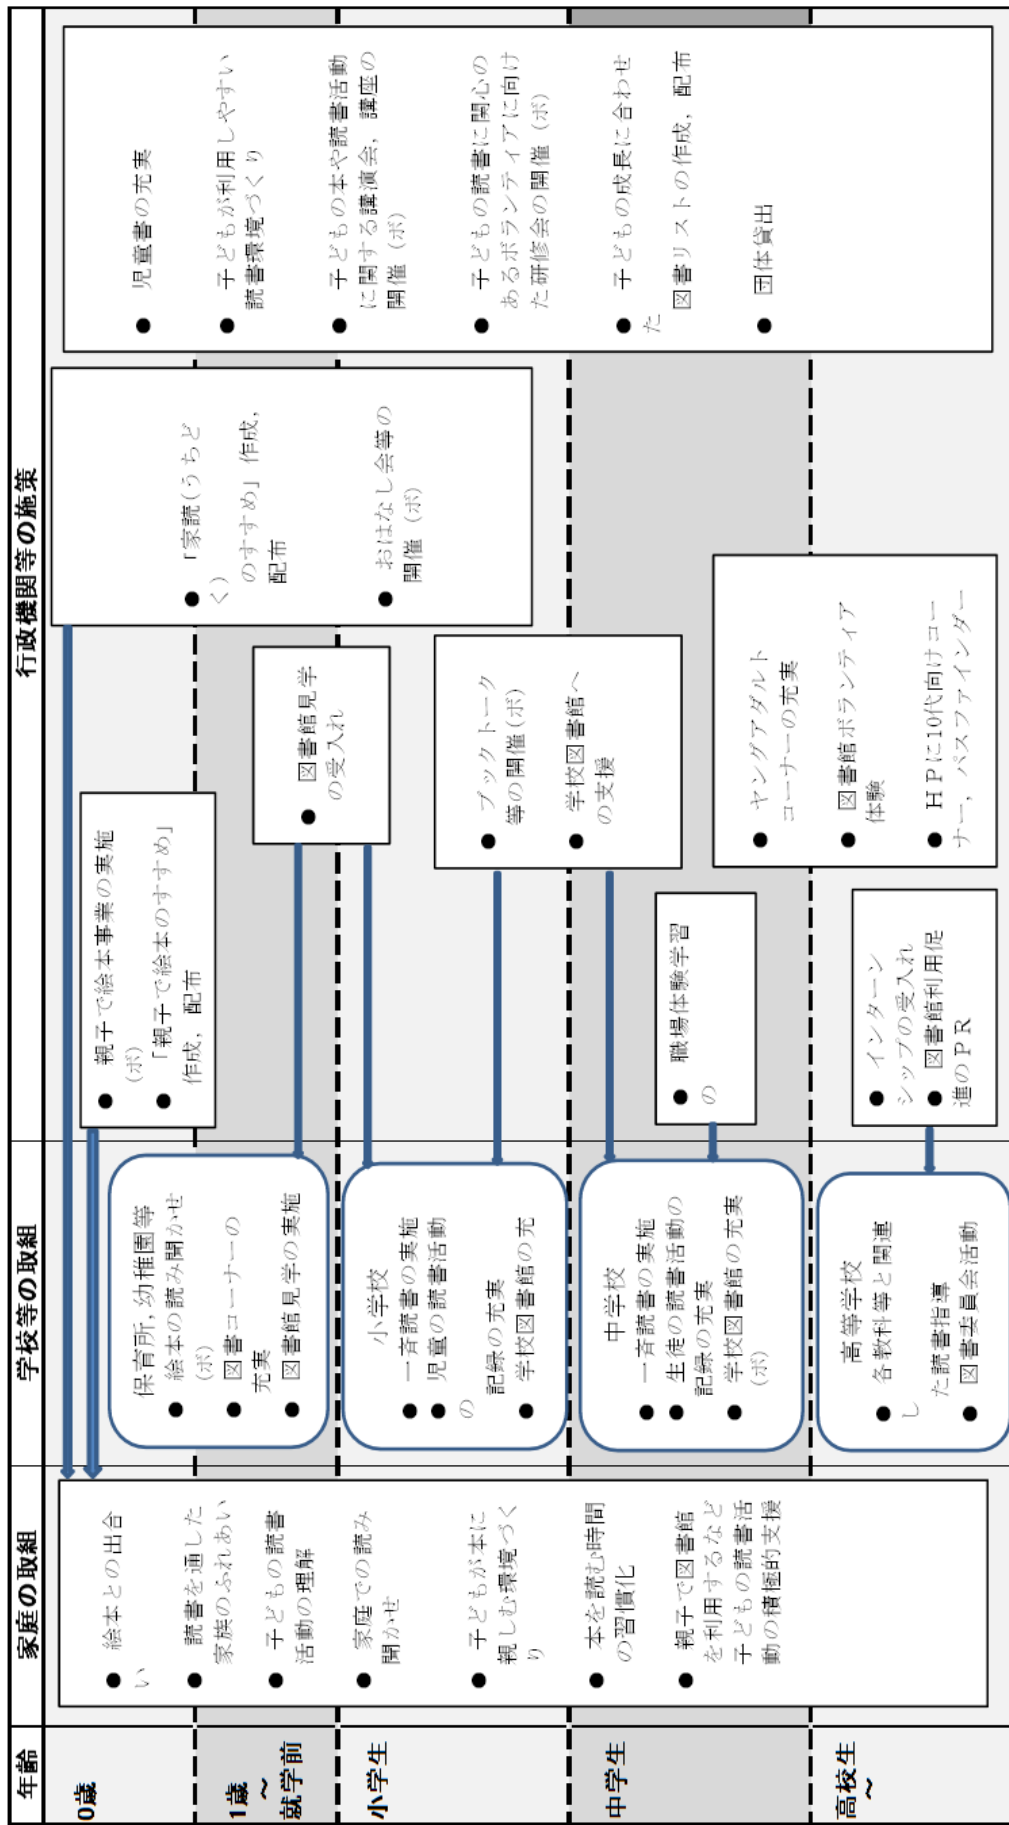 年齢
家庭の取組
学校等の取組
行政機関等の施策
0歳
1歳
～
就学前
小学生
中学生
高校生
～
● 絵本との出合
い
● 読書を通した
家族のふれあい
● 子どもの読書
活動の理解
● 家庭での読み
聞かせ
● 子どもが本に
親しむ環境づく
り
● 本を読む時間
の習慣化
● 親子で図書館
を利用するなど
子どもの読書活
動の積極的支援
保育所，幼稚園等
● 絵本の読み聞かせ
(ボ)
● 図書コーナーの
充実
● 図書館見学の実施
小学校
● 一斉読書の実施
● 児童の読書活動
の
記録の充実
● 学校図書館の充
中学校
● 一斉読書の実施
● 生徒の読書活動の
記録の充実
● 学校図書館の充実
(ボ)
高等学校
● 各教科等と関連
し
た読書指導
● 図書委員会活動
● 親子で絵本事業の実施
(ボ)
● 「親子で絵本のすすめ」
作成，配布
● 図書館見学
の受入れ
● ブックトーク
等の開催(ボ)
● 学校図書館へ
の支援
● 職場体験学習
の
● インターン
シップの受入れ
● 図書館利用促
進のＰＲ
● 「家読(うちど
く)
のすすめ」作成，
配布
● おはなし会等の
開催（ボ）
● ヤングアダルト
コーナーの充実
● 図書館ボランティア
体験
● ＨＰに10代向けコー
ナー，パスファインダー
● 児童書の充実
● 子どもが利用しやすい
読書環境づくり
● 子どもの本や読書活動
に関する講演会，講座の
開催（ボ）
● 子どもの読書に関心の
あるボランティアに向け
た研修会の開催（ボ）
● 子どもの成長に合わせ
た
図書リストの作成，配布
● 団体貸出